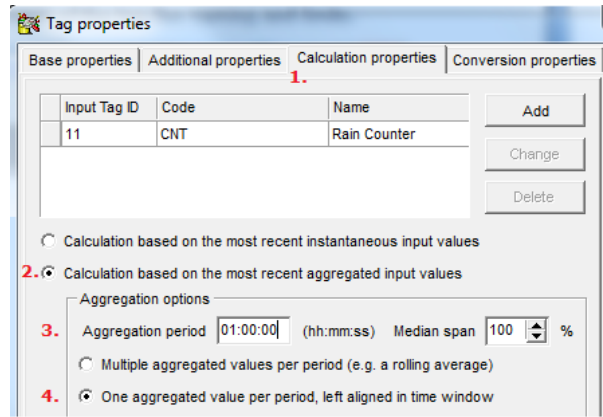 Tag properties
Base properties Additional properties Calculation properties Conversion properties
1.
Input Tag ID Code Name
11 CNT Rain Counter
Add
Change
Delete
Calculation based on the most recent instantaneous input values
2. Calculation based on the most recent aggregated input values
Aggregation options
3. Aggregation period 01:00:00 (hh:mm:ss) Median span 100 %
Multiple aggregated values per period (e.g. a rolling average)
4. One aggregated value per period, left aligned in time window